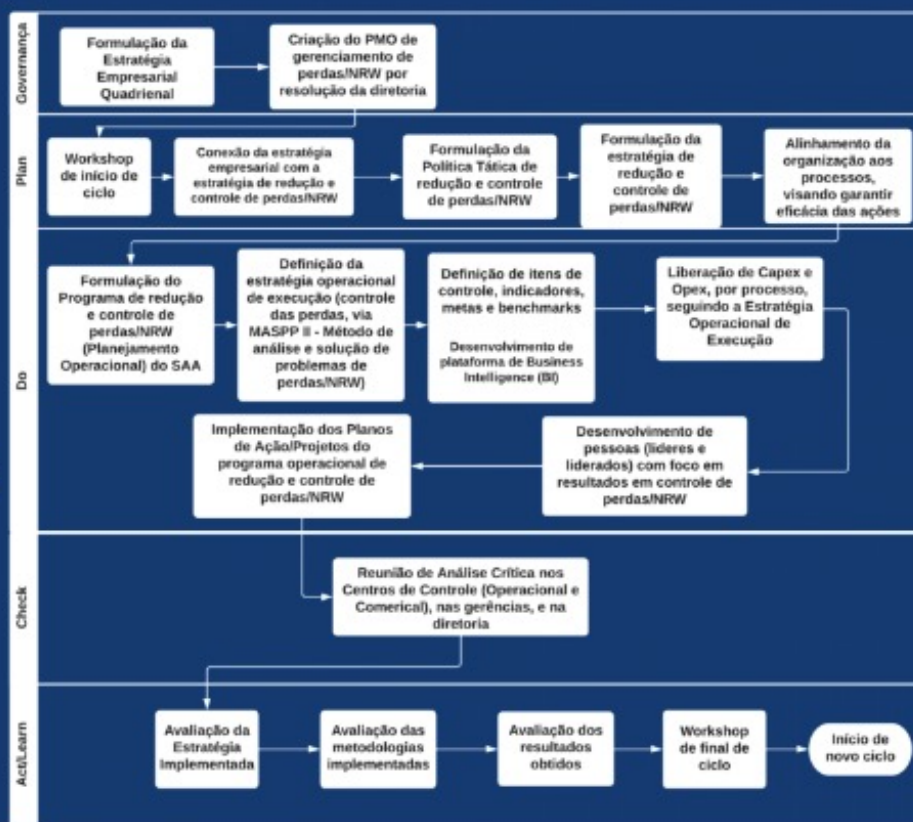 Governança
Formulação da
Estratégia
Empresarial
Quadrienal
Criação do PMO de
gerenciamento de
perdas/NRW por
resolução da diretoria
Plan
Workshop
de início de
ciclo
Conexão da estratégia
empresarial com a
estratégia de redução e
controle de perdas/NRW
Formulação da
Política Tática de
redução e controle
de perdas/NRW
Formulação da
estratégia de
redução e
controle de
perdas/NRW
Alinhamento da
organização aos
processos,
visando garantir
eficácia das ações
Do
Formulação do
Programa de redução
e controle de
perdas/NRW
(Planejamento
Operacional) do SAA
Definição da
estratégia operacional
de execução (controle
das perdas, via
MASPP II - Método de
análise e solução de
problemas de
perdas/NRW)
Definição de itens de
controle, indicadores,
metas e benchmarks
Desenvolvimento de
plataforma de Business
Intelligence (BI)
Liberação de Capex e
Opex, por processo,
seguindo a Estratégia
Operacional de
Execução
Desenvolvimento de
pessoas (líderes e
liderados) com foco em
resultados em controle de
perdas/NRW
Implementação dos Planos
de Ação/Projetos do
programa operacional de
redução e controle de
perdas/NRW
Check
Reunião de Análise Crítica nos
Centros de Controle (Operacional e
Comerical), nas gerências, e na
diretoria
Act/Learn
Avaliação da
Estratégia
Implementada
Avaliação das
metodologias
implementadas
Avaliação dos
resultados
obtidos
Workshop
de final de
ciclo
Início de
novo ciclo